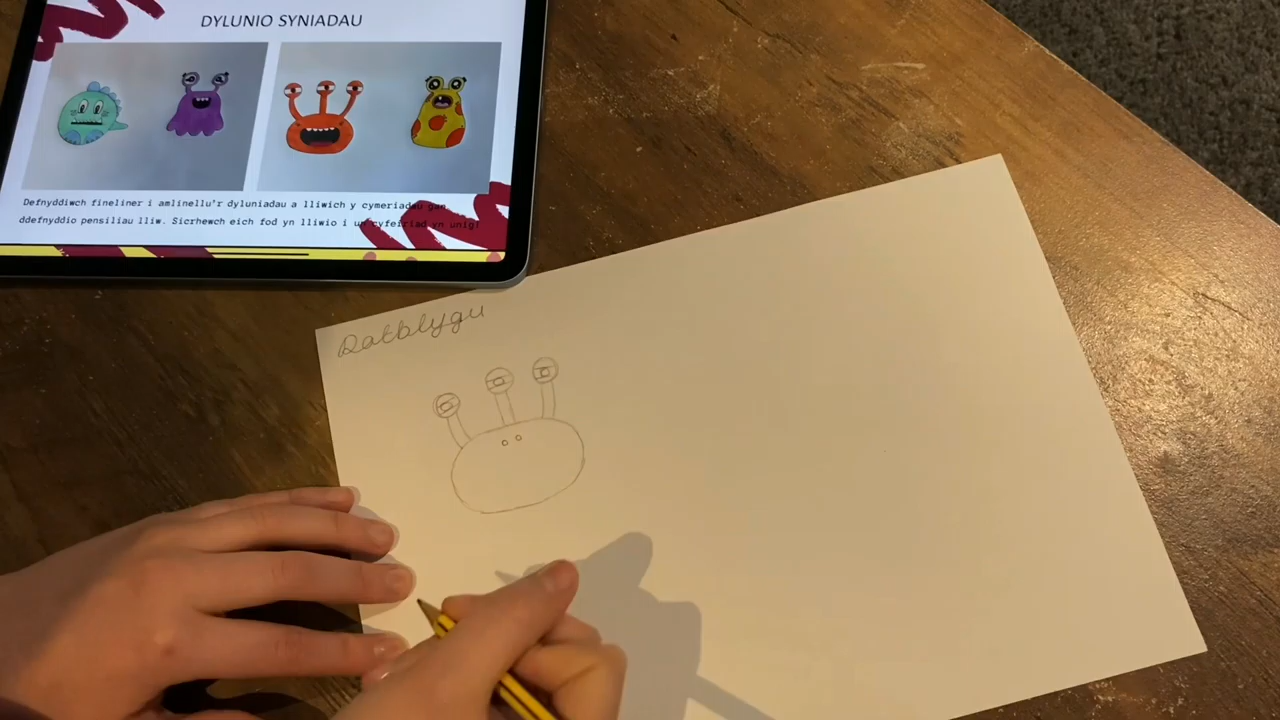 DYLUNIO SYNIADAU
Defnyddiwch fineliner i amlinellu'r dyluniadau a lliwich y cymeriadau gan
ddefnyddio pensiliau lliw. Sicrhewch eich fod yn lliwio i un cyfeiriad yn unig!
Datblygu